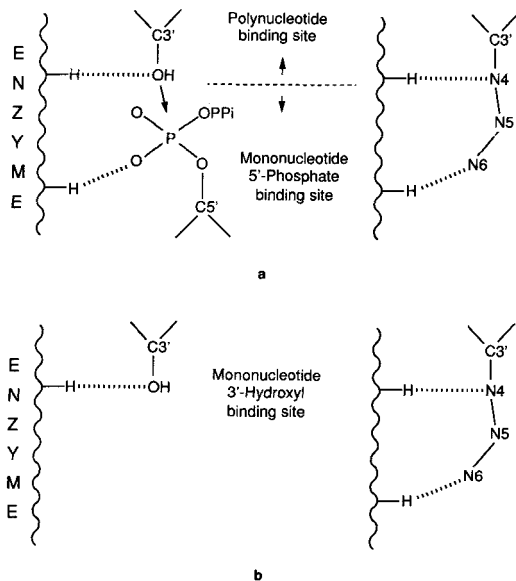 Polynucleotide
binding site
C3'
C3'
E
N
Z
Y
M
E
H
OH
H
N4
O
OPPi
P
N5
O
O
Mononucleotide
5'-Phosphate
binding site
N6
H
H
C5'
a
C3'
C3'
E
N
Z
Y
M
E
H
OH
Mononucleotide
3'-Hydroxyl
binding site
H
N4
N5
N6
H
b